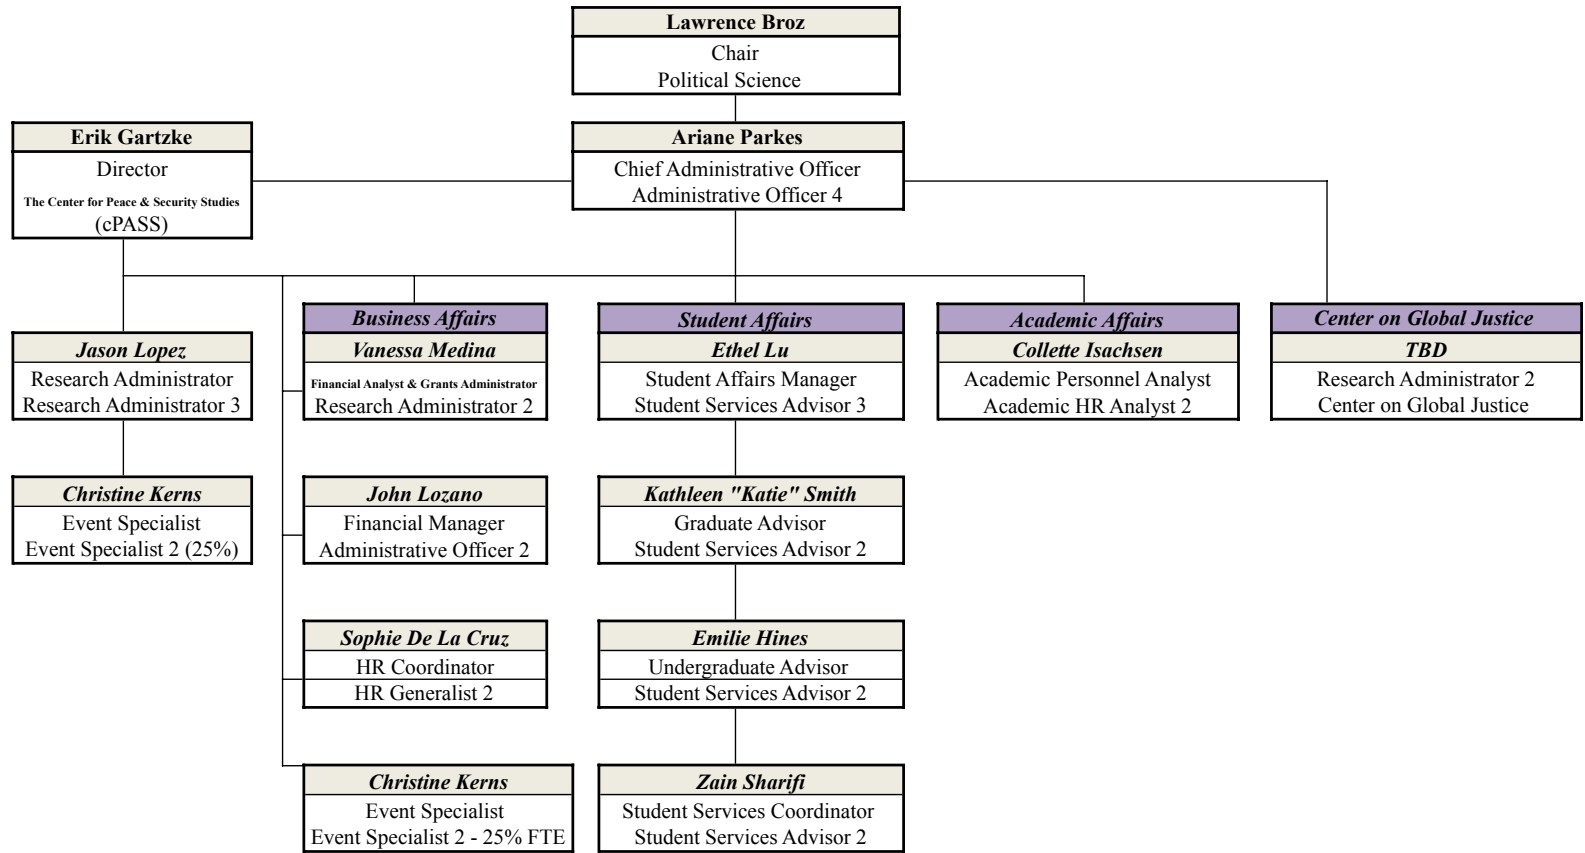 Lawrence Broz
Chair
Political Science
Erik Gartzke
Director
The Center for Peace & Security Studies
(cPASS)
Ariane Parkes
Chief Administrative Officer
Administrative Officer 4
Jason Lopez
Research Administrator
Research Administrator 3
Christine Kerns
Event Specialist
Event Specialist 2 (25%)
Business Affairs
Vanessa Medina
Financial Analyst & Grants Administrator
Research Administrator 2
John Lozano
Financial Manager
Administrative Officer 2
Sophie De La Cruz
HR Coordinator
HR Generalist 2
Christine Kerns
Event Specialist
Event Specialist 2 - 25% FTE
Student Affairs
Ethel Lu
Student Affairs Manager
Student Services Advisor 3
Kathleen "Katie" Smith
Graduate Advisor
Student Services Advisor 2
Emilie Hines
Undergraduate Advisor
Student Services Advisor 2
Zain Sharifi
Student Services Coordinator
Student Services Advisor 2
Academic Affairs
Collette Isachsen
Academic Personnel Analyst
Academic HR Analyst 2
Center on Global Justice
TBD
Research Administrator 2
Center on Global Justice